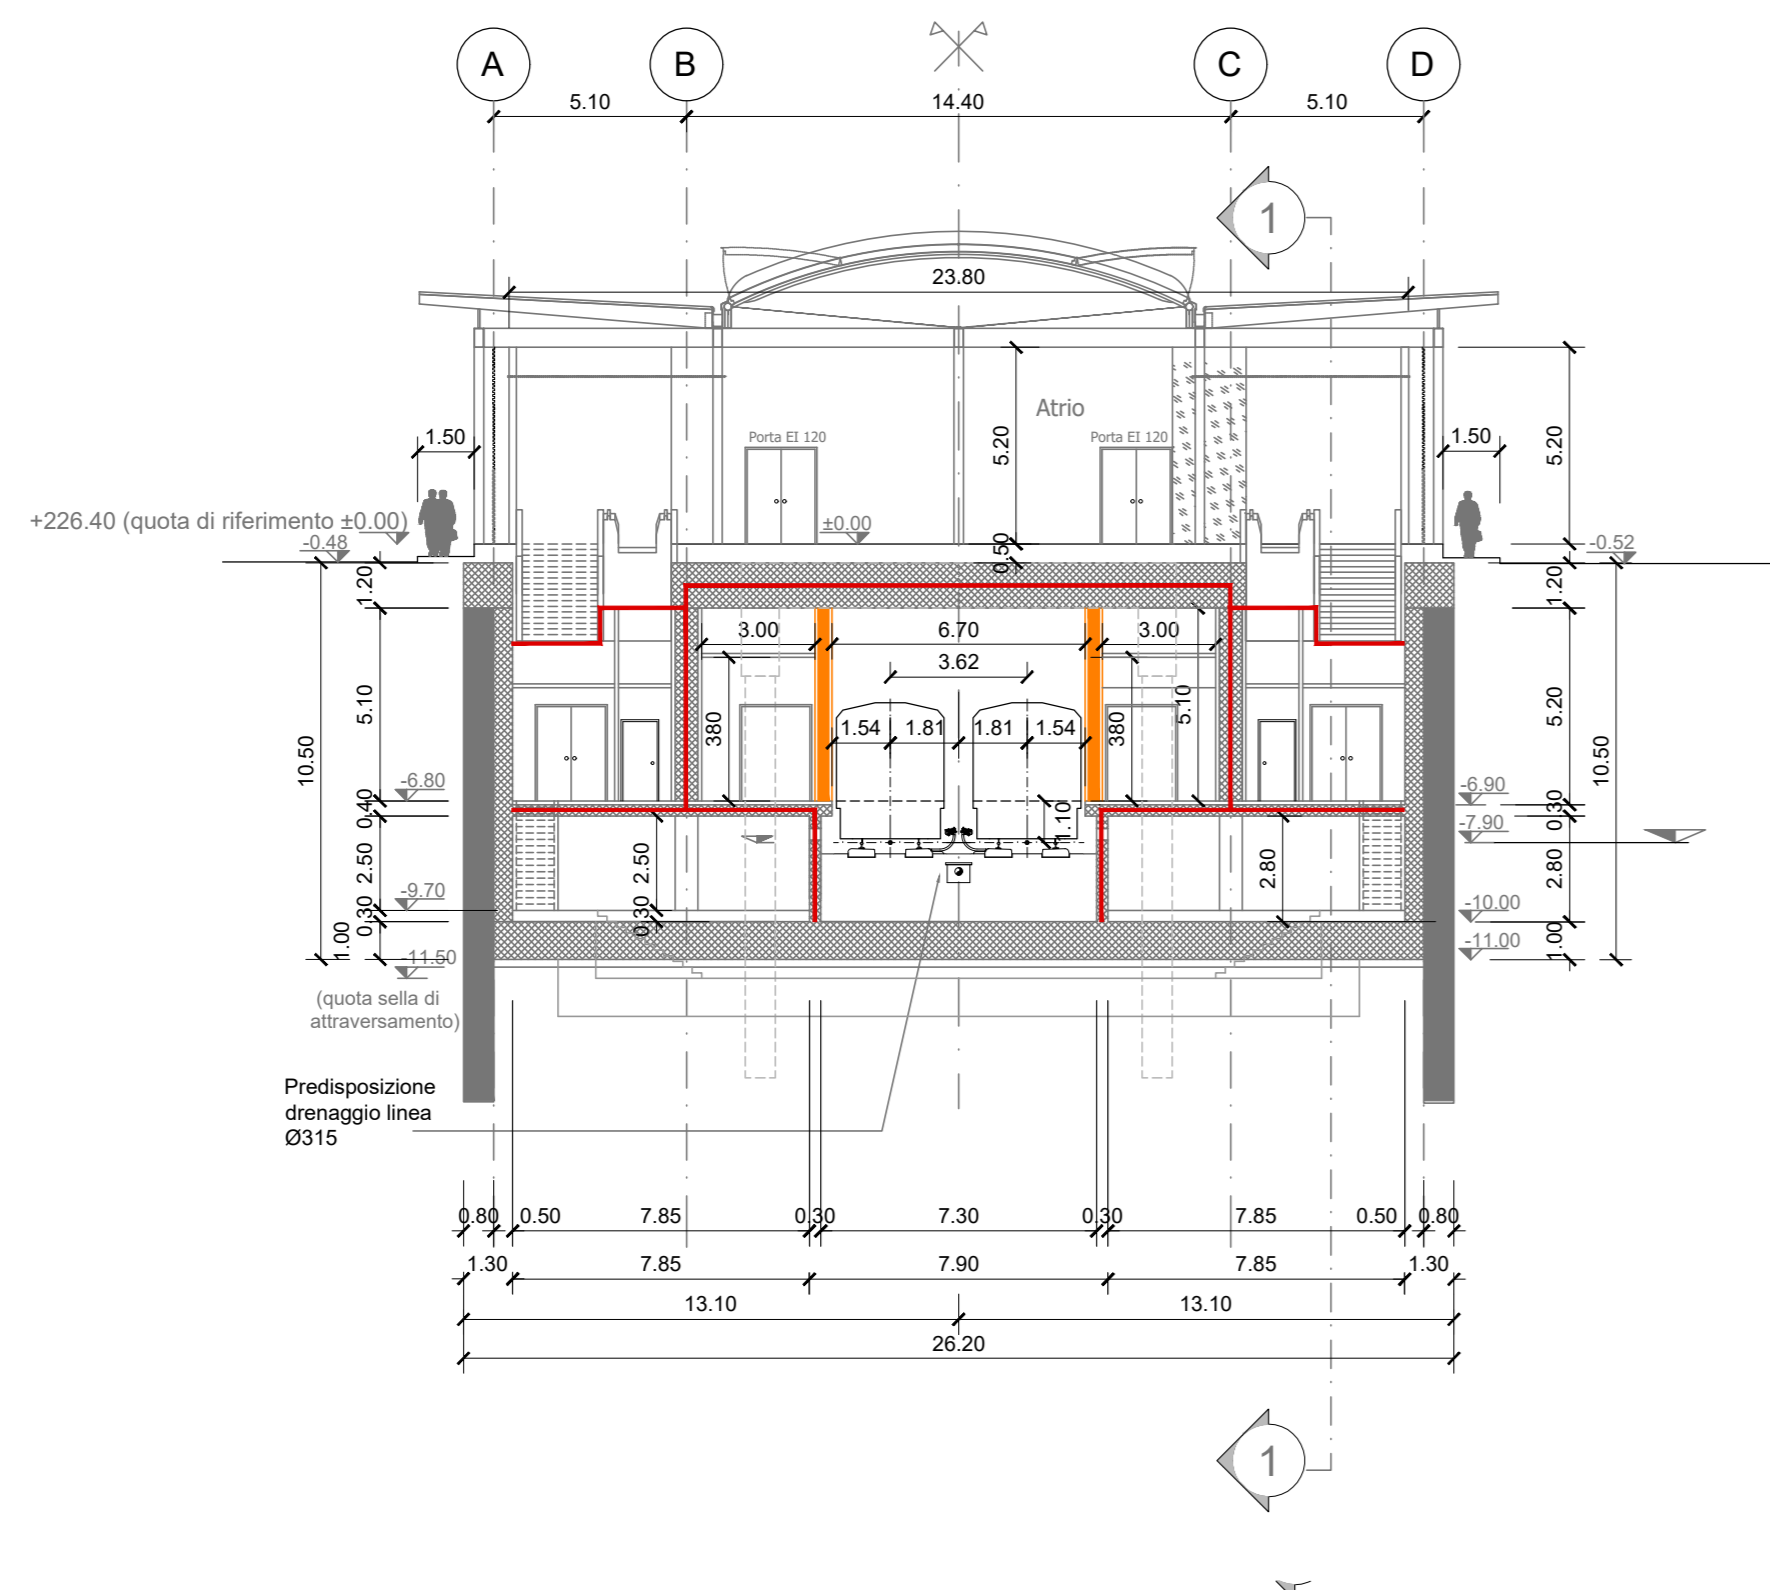 A B C D
5.10 14.40 5.10
1
23.80
Atrio
1.50 Porta EI 120 5.20 Porta EI 120 1.50 5.20
+226.40 (quota di riferimento ±0.00) ±0.00
-0.48 0.50 -0.52
1.20 1.20
3.00 6.70 3.00
3.62
5.10 380 1.54 1.81 1.81 1.54 380 5.10 5.20
10.50 10.50
-6.80 -6.90
0.40 1.10 0.30
-7.90
2.50 2.50 2.80 2.80
-9.70 -10.00
0.30 0.30
1.00 -11.00 1.00
-11.50
(quota sella di
attraversamento)
Predisposizione
drenaggio linea
Ø315
0.80 0.50 7.85 0.30 7.30 0.30 7.85 0.50 0.80
1.30 7.85 7.90 7.85 1.30
13.10 13.10
26.20
1